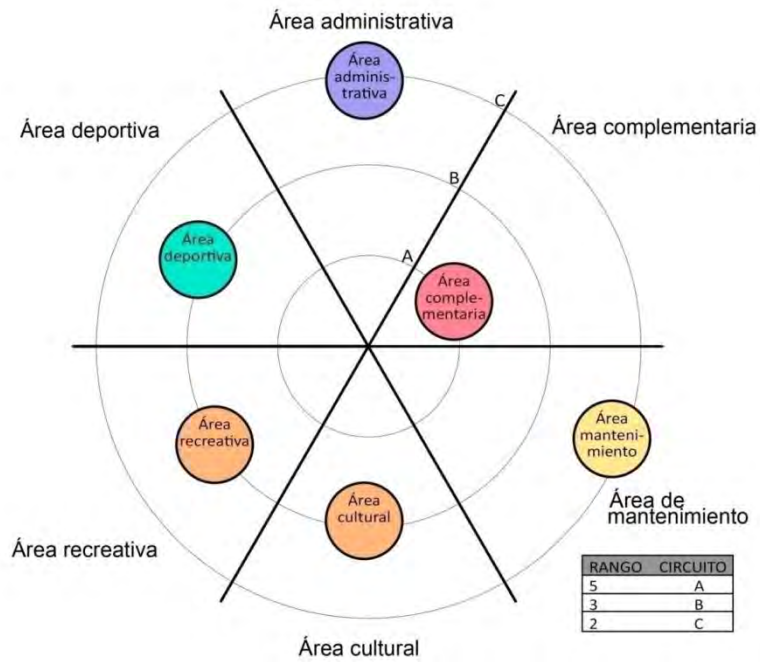 Área administrativa
Área
adminis-
trativa
C
Área deportiva
Área complementaria
B
Área
deportiva
A
Área
comple-
mentaria
Área
recreativa
Área
manteni-
miento
Área
cultural
Área de
mantenimiento
Área recreativa
RANGO CIRCUITO
5 A
3 B
2 C
Área cultural